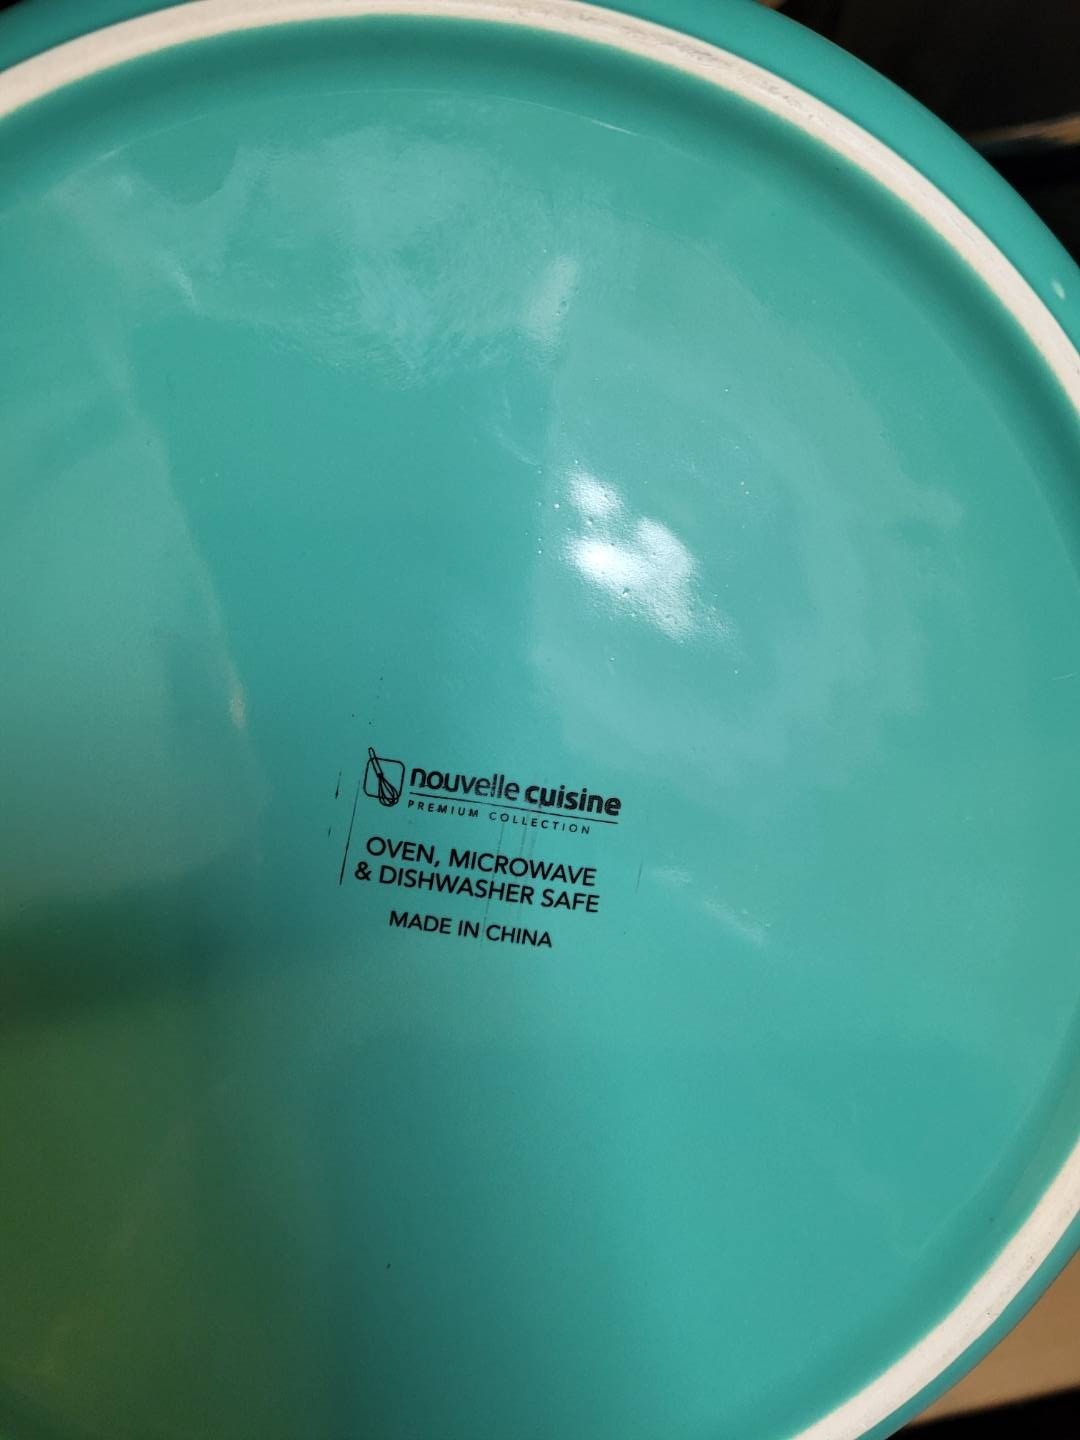 nouvelle cuisine
PREMIUM COLLECTION
OVEN, MICROWAVE
& DISHWASHER SAFE
MADE IN CHINA